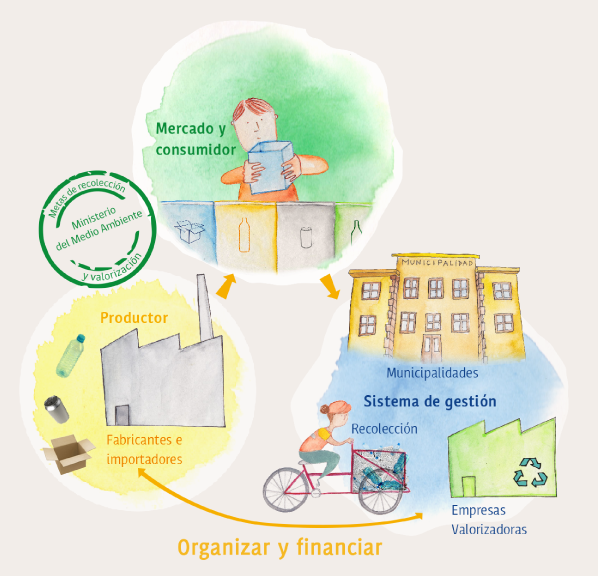 Mercado y
consumidor
Metas de recolección
Ministerio
del Medio Ambiente
y valorización
MUNICIPALIDAD
Productor
Municipalidades
Sistema de gestión
Recolección
Fabricantes e
importadores
Empresas
Valorizadoras
Organizar y financiar